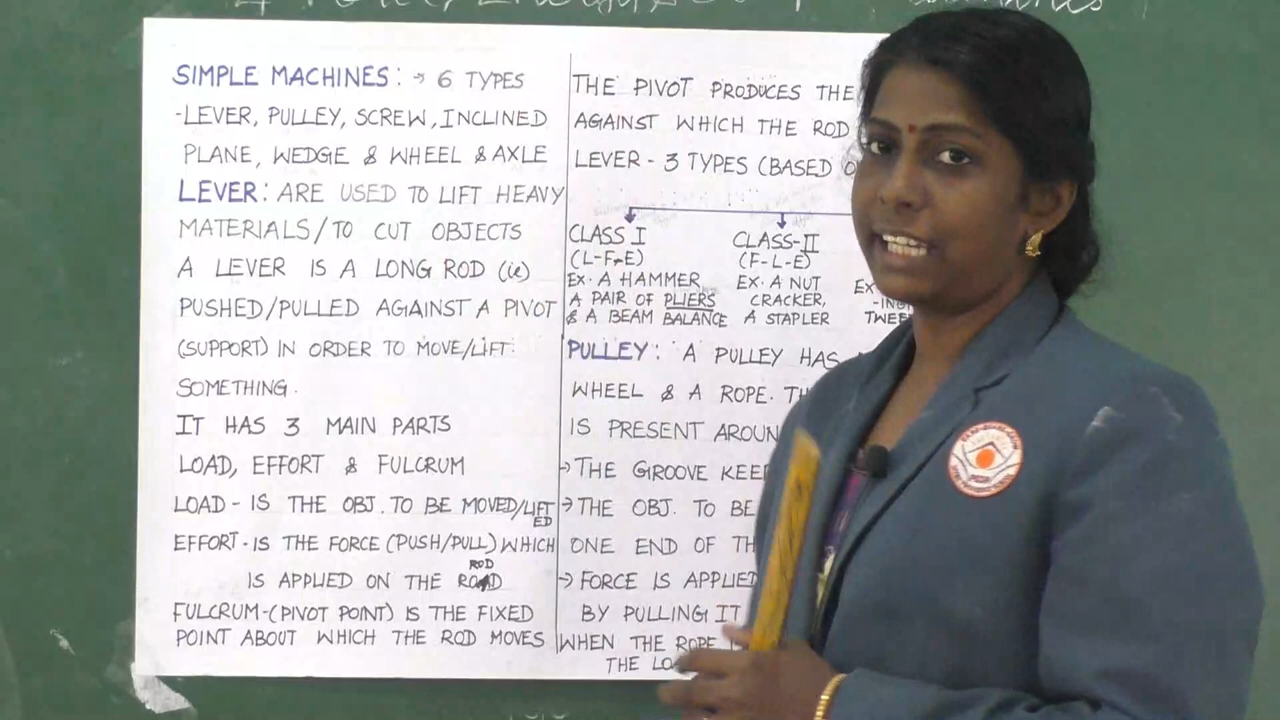 SIMPLE MACHINES: → 6 TYPES
-LEVER, PULLEY, SCREW, INCLINED
PLANE, WEDGE & WHEEL & AXLE
LEVER: ARE USED TO LIFT HEAVY
MATERIALS/TO CUT OBJECTS
A LEVER IS A LONG ROD (ie)
PUSHED/PULLED AGAINST A PIVOT
(SUPPORT) IN ORDER TO MOVE/LIFT
SOMETHING.
IT HAS 3 MAIN PARTS
LOAD, EFFORT & FULCRUM
LOAD - IS THE OBJ. TO BE MOVED/LIFT
ED
EFFORT - IS THE FORCE (PUSH/PULL) WHICH
ROD
IS APPLIED ON THE
FULCRUM-(PIVOT POINT) IS THE FIXED
POINT ABOUT WHICH THE ROD MOVES
THE PIVOT PRODUCES THE
AGAINST WHICH THE ROD
LEVER - 3 TYPES (BASED
CLASS I
(L-F-E)
EX. A HAMMER
A PAIR OF PLIERS
& A BEAM BALANCE
CLASS-II
(F-L-E)
EX. A NUT
CRACKER,
A STAPLER
EX
PULLEY: A PULLEY HAS
WHEEL & A ROPE.
IS PRESENT
→ THE GROOVE
→ THE OBJ. TO BE
ONE END OF
→ FORCE IS APPLIED
BY PULLING IT
WHEN THE ROPE
THE